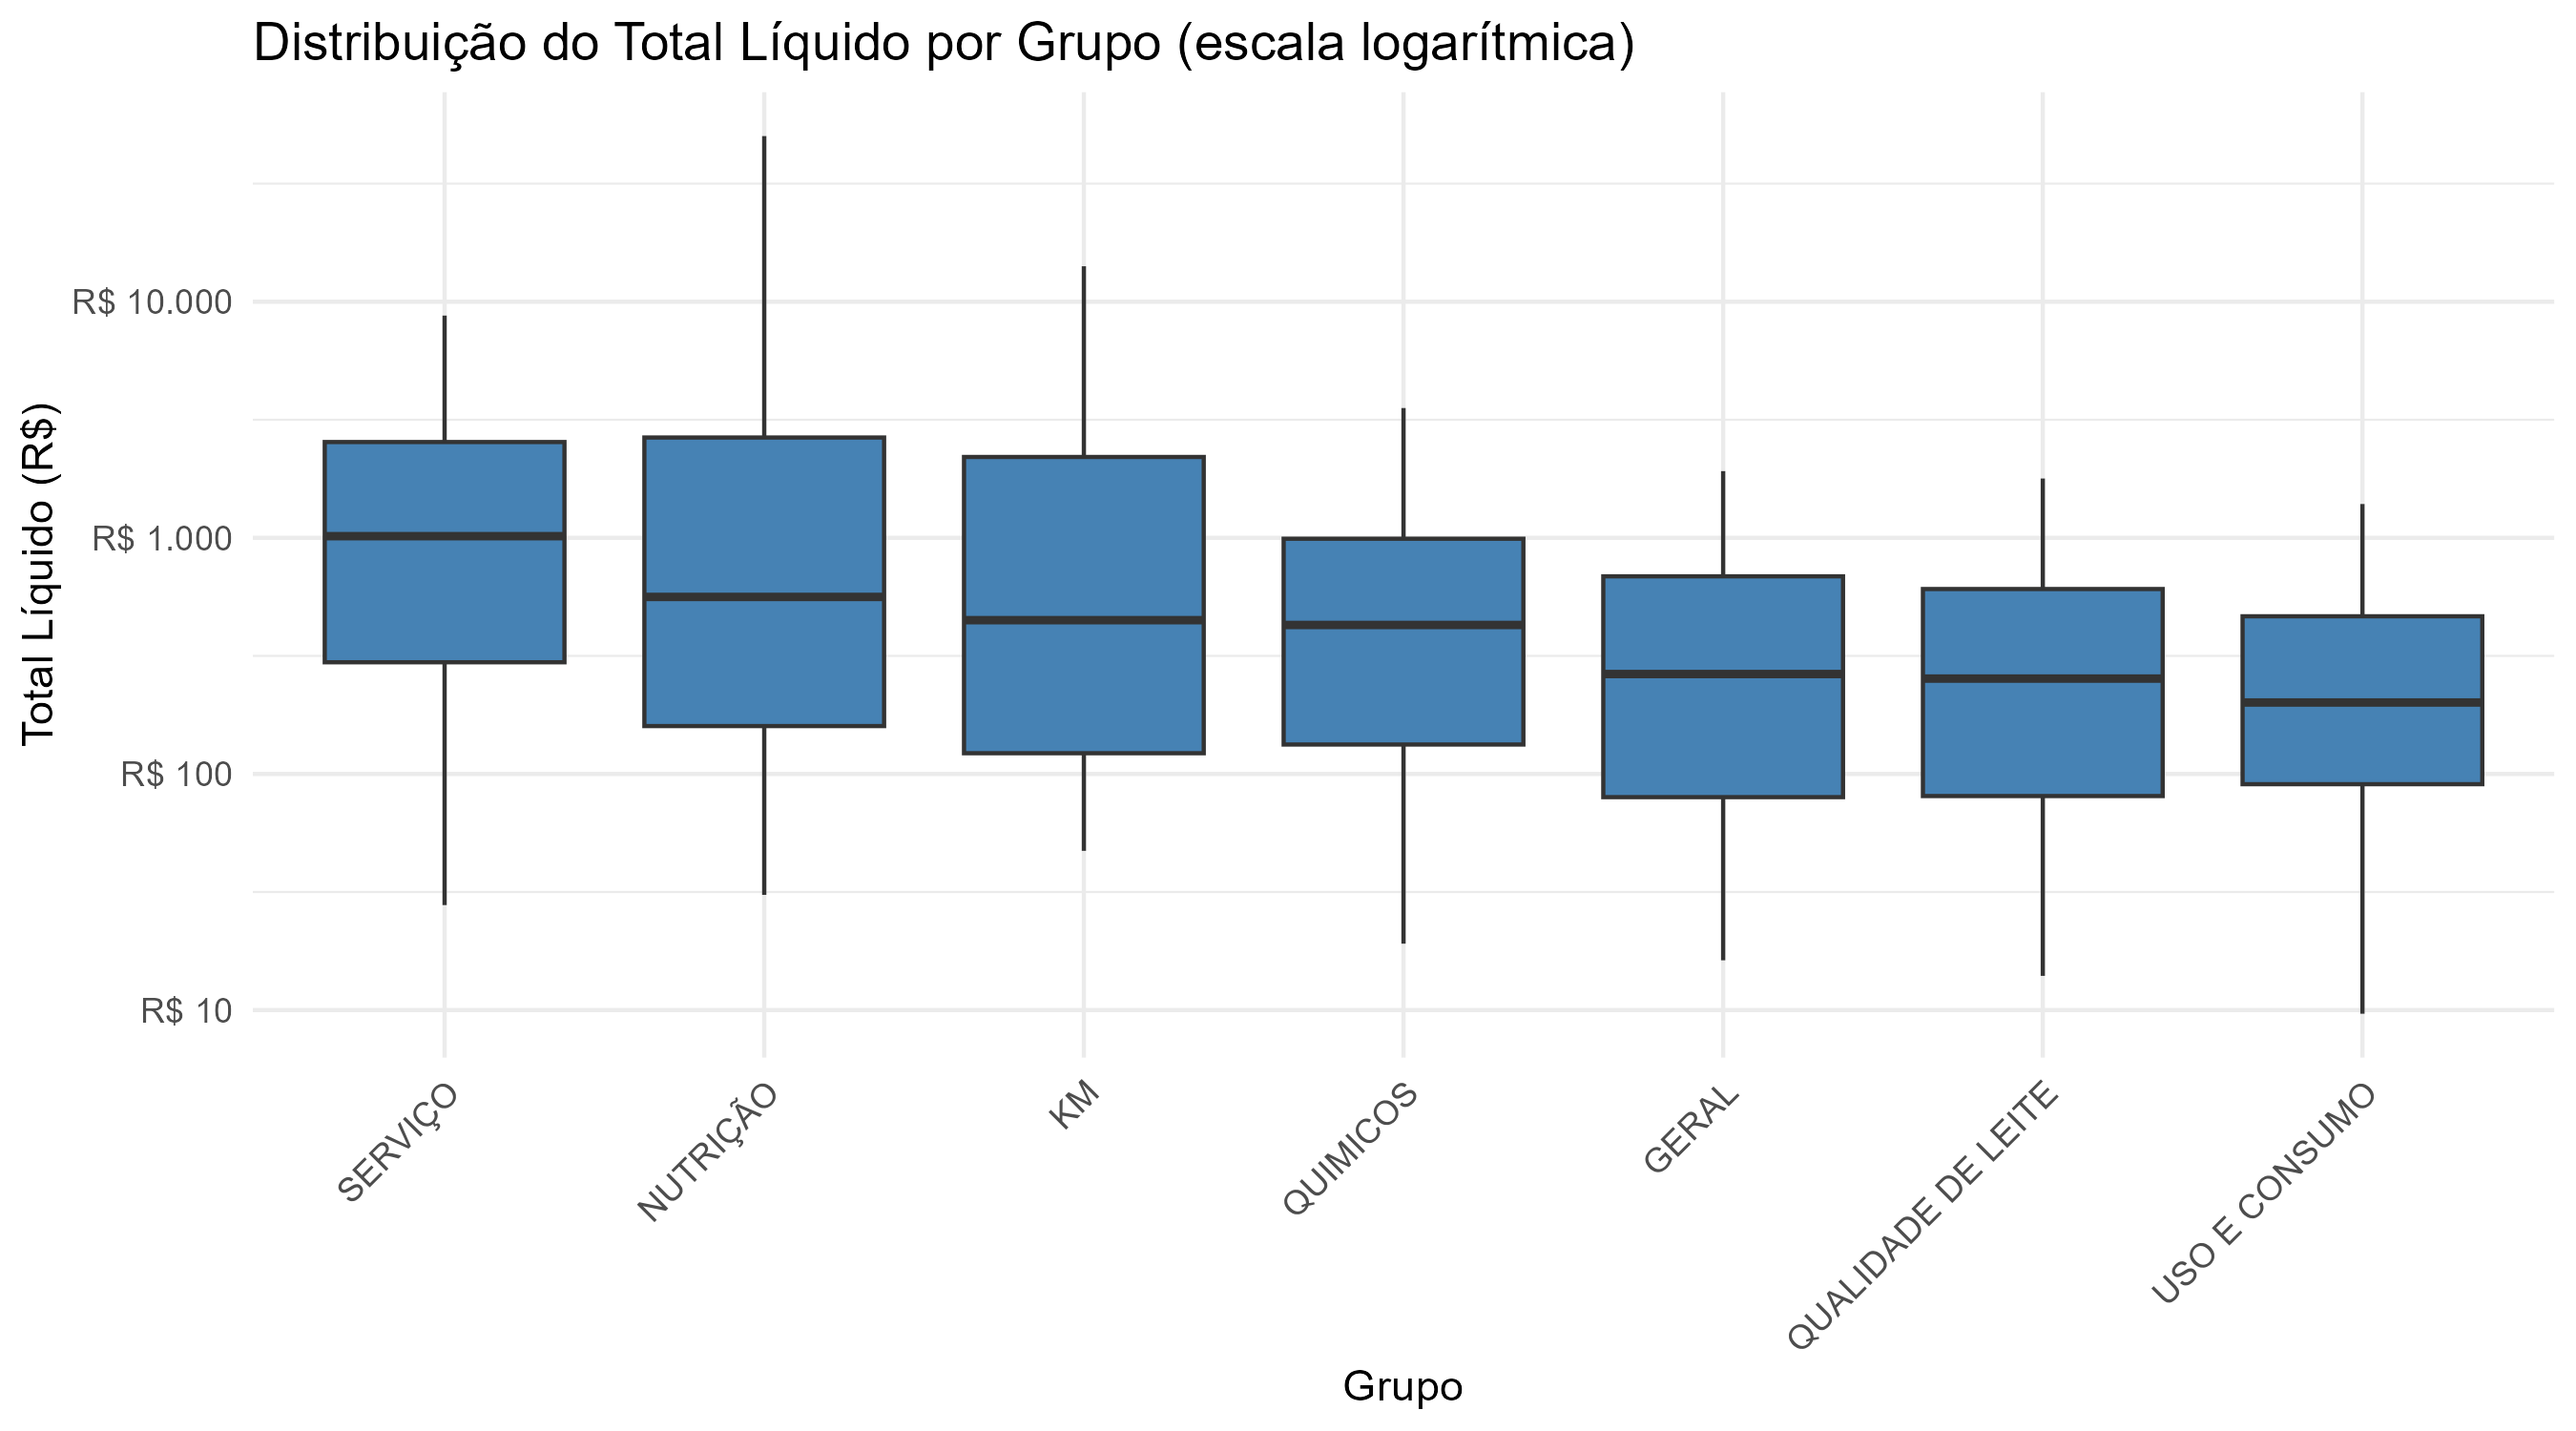 Distribuição do Total Líquido por Grupo (escala logarítmica)
Total Líquido (R$)
R$ 10.000
R$ 1.000
R$ 100
R$ 10
SERVIÇO
NUTRIÇÃO
KM
QUIMICOS
GERAL
QUALIDADE DE LEITE
USO E CONSUMO
Grupo